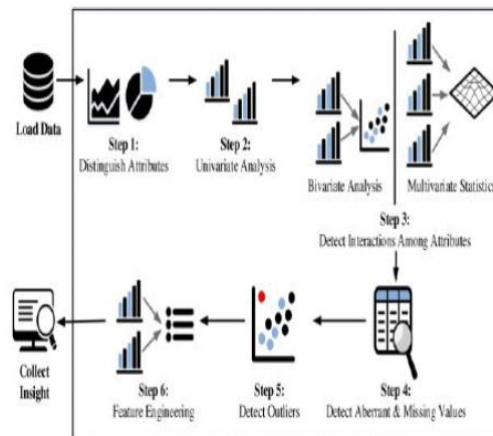 Load Data
Step 1:
Distinguish Attributes
Step 2:
Univariate Analysis
Bivariate Analysis
Multivariate Statistics
Step 3:
Detect Interactions Among Attributes
Step 4:
Detect Aberrant & Missing Values
Step 5:
Detect Outliers
Step 6:
Feature Engineering
Collect
Insight